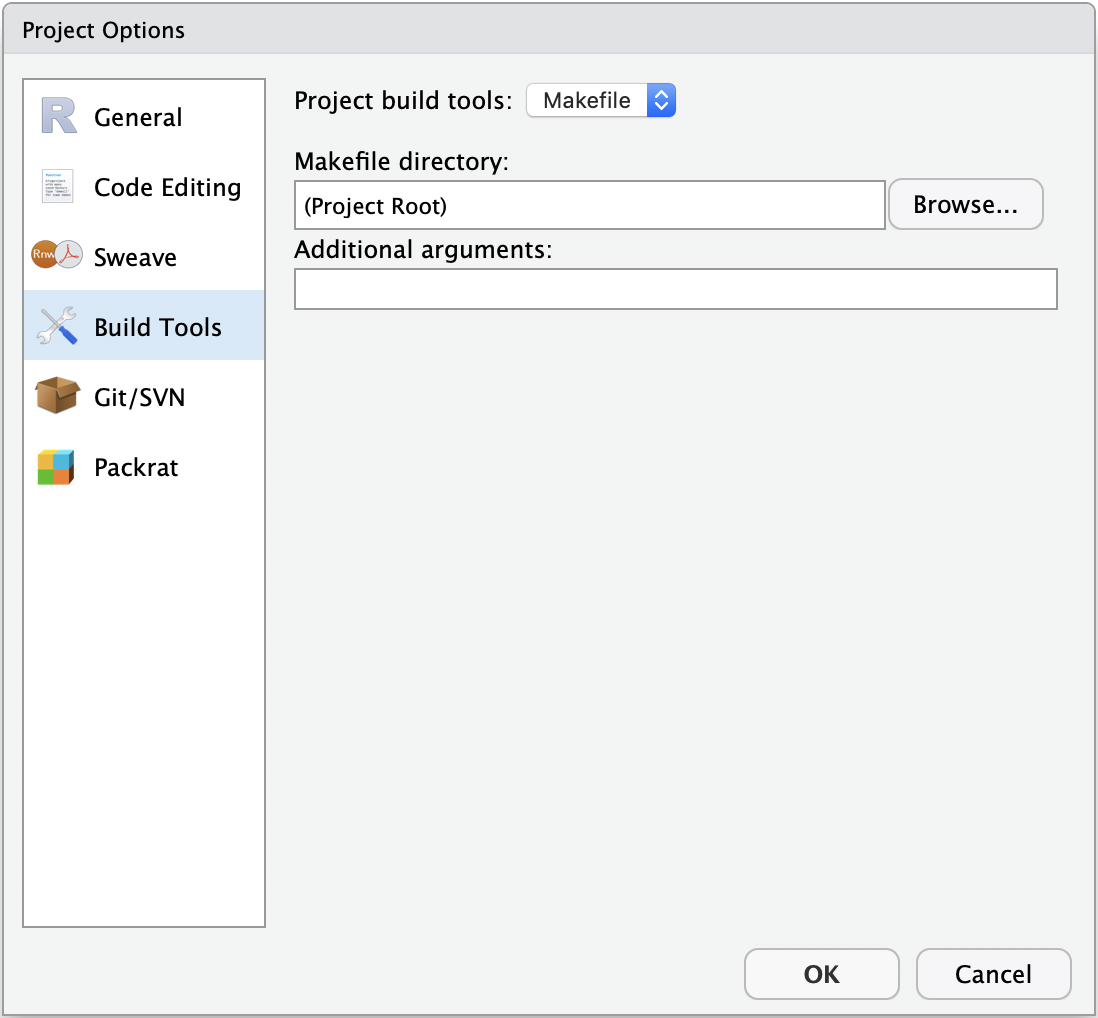 Project Options
General
Code Editing
Sweave
Build Tools
Git/SVN
Packrat
Project build tools: Makefile
Makefile directory:
(Project Root) Browse...
Additional arguments:
OK Cancel
R
Rnw